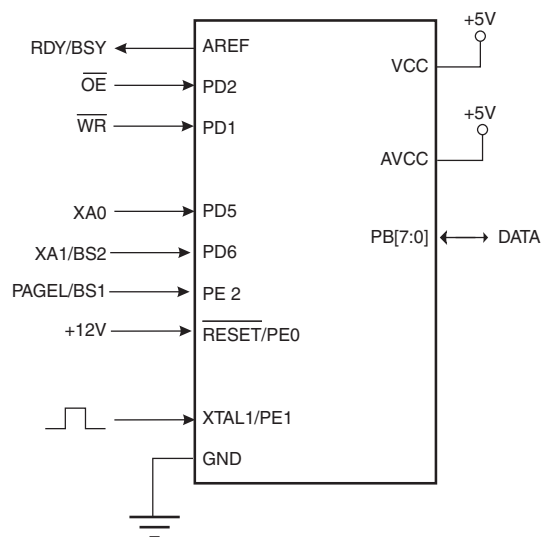 RDY/BSY
OE
WR
XA0
XA1/BS2
PAGEL/BS1
+12V
AREF
PD2
PD1
PD5
PD6
PE 2
RESET/PE0
XTAL1/PE1
GND
+5V
VCC
+5V
AVCC
PB[7:0]
DATA